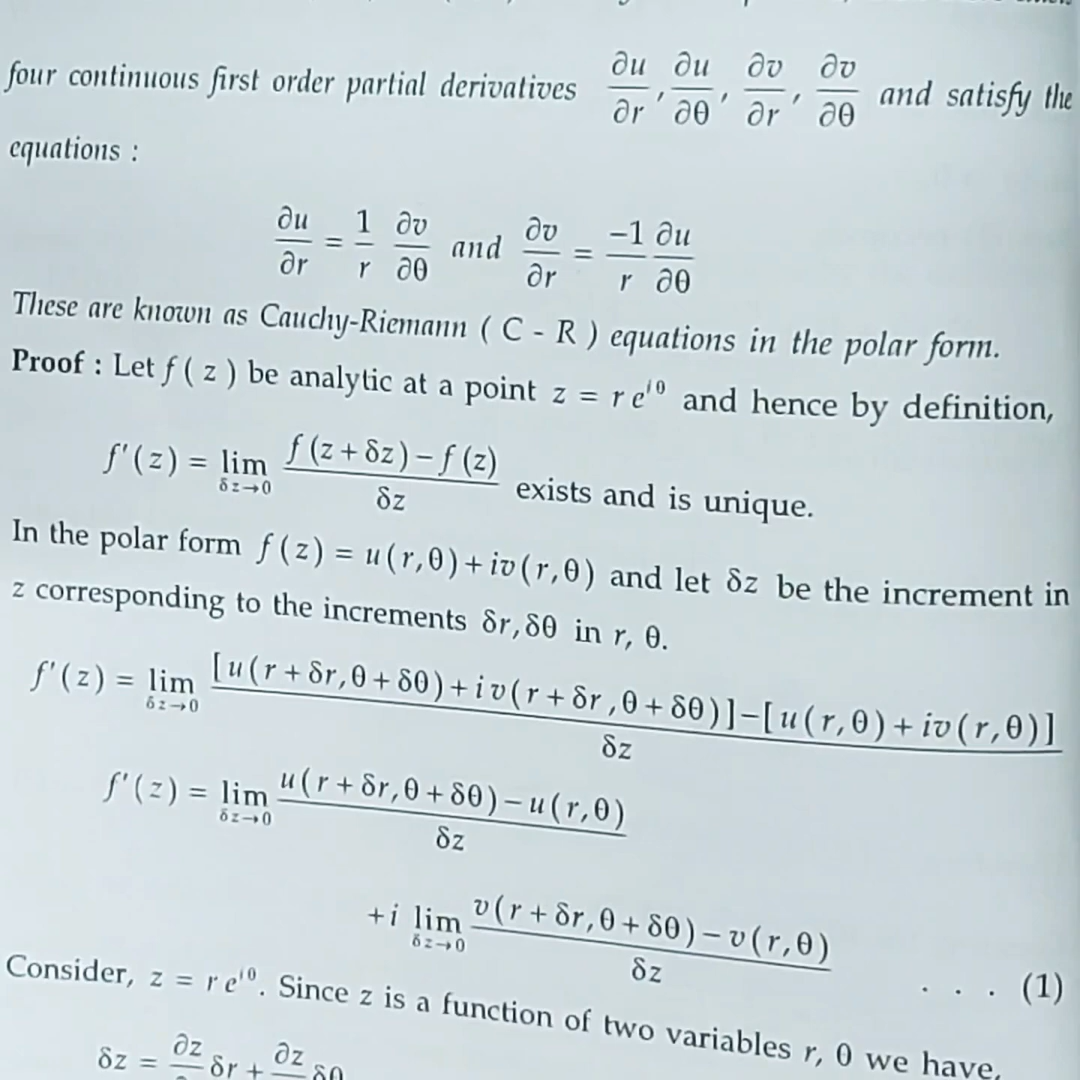 four continuous first order partial derivatives ∂u/∂r, ∂u/∂θ, ∂v/∂r, ∂v/∂θ and satisfy the
equations :
∂u/∂r = 1/r ∂v/∂θ and ∂v/∂r = -1/r ∂u/∂θ
These are known as Cauchy-Riemann ( C - R ) equations in the polar form.
Proof : Let f ( z ) be analytic at a point z = r e^{iθ} and hence by definition,
f'(z) = lim_{δz→0} [f (z + δz) – f (z)] / δz exists and is unique.
In the polar form f (z) = u(r,θ) + iv(r,θ) and let δz be the increment in
z corresponding to the increments δr, δθ in r, θ.
f'(z) = lim_{δz→0} {[u(r + δr, θ + δθ) + i v(r + δr, θ + δθ)] – [u(r,θ) + iv(r,θ)]} / δz
f'(z) = lim_{δz→0} [u(r + δr, θ + δθ) – u(r,θ)] / δz
+i lim_{δz→0} [v(r + δr, θ + δθ) – v(r,θ)] / δz . . . (1)
Consider, z = r e^{iθ}. Since z is a function of two variables r, θ we have,
δz = ∂z δr + ∂z δθ